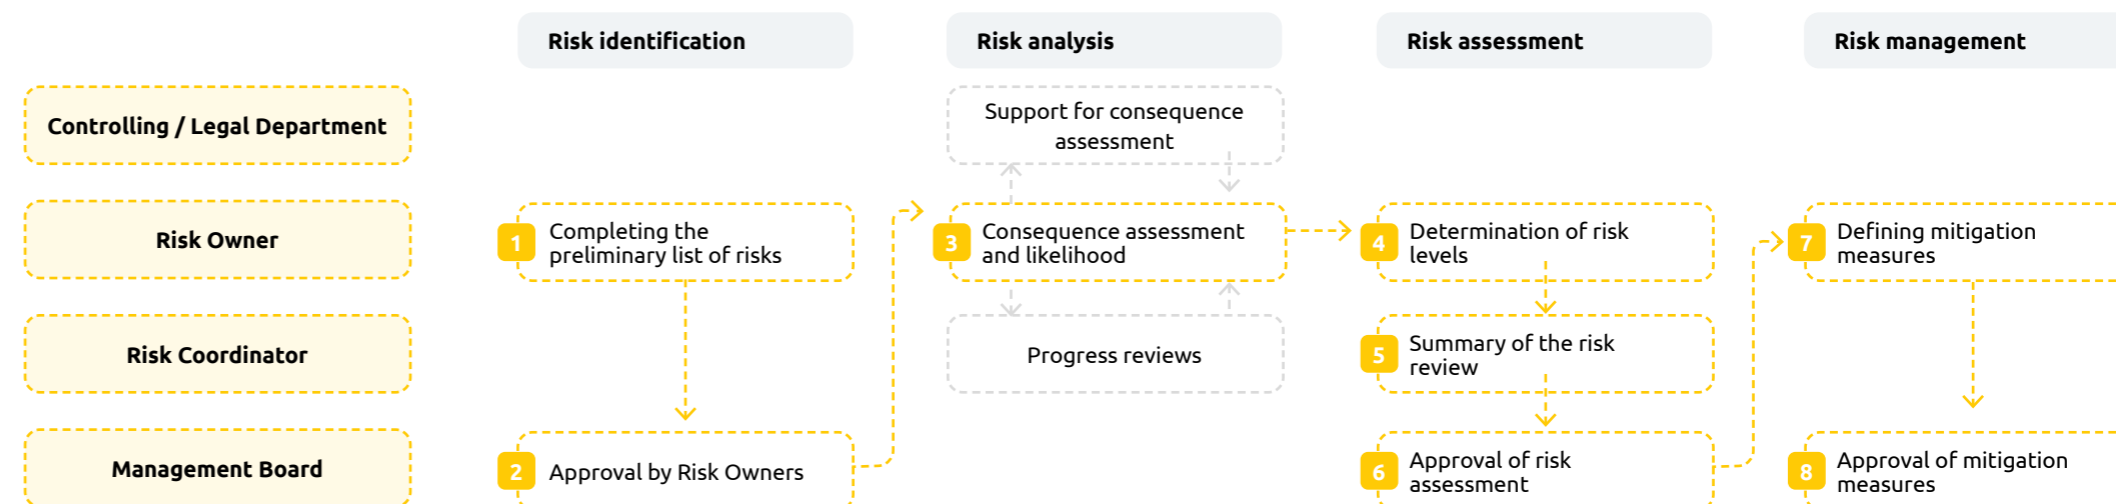 Risk identification
Risk analysis
Risk assessment
Risk management
Controlling / Legal Department
Support for consequence
assessment
Risk Owner
1
Completing the
preliminary list of risks
3
Consequence assessment
and likelihood
4
Determination of risk
levels
7
Defining mitigation
measures
Risk Coordinator
Progress reviews
5
Summary of the risk
review
Management Board
2
Approval by Risk Owners
6
Approval of risk
assessment
8
Approval of mitigation
measures